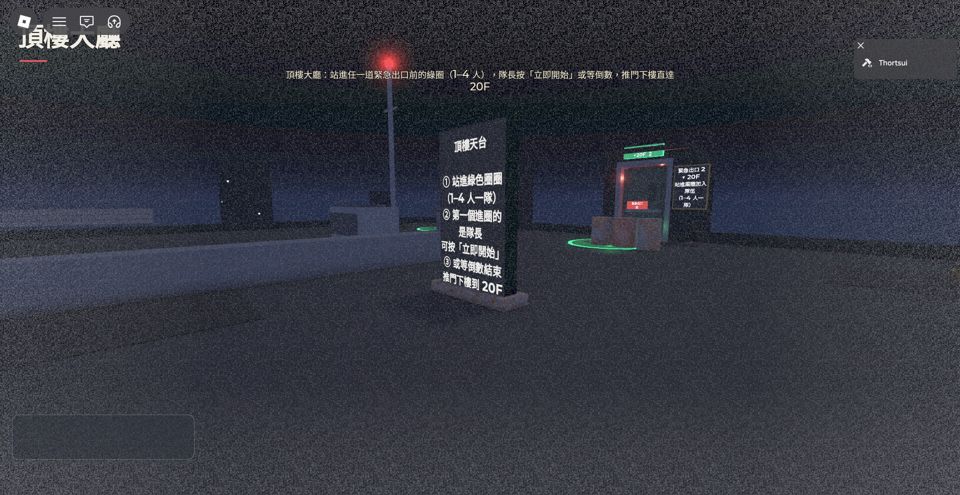 頂樓大廳
頂樓大廳：站進任一道緊急出口前的綠圈（1–4 人），隊長按「立即開始」或等倒數，推門下樓直達
20F
Thortsui
頂樓天台
① 站進綠色圈圈
（1–4 人一隊）
② 第一個進圈的
是隊長
可按「立即開始」
③ 或等倒數結束
推門下樓到 20F
緊急出口 2
站進圈圈加入
隊伍
（1–4 人一
隊）